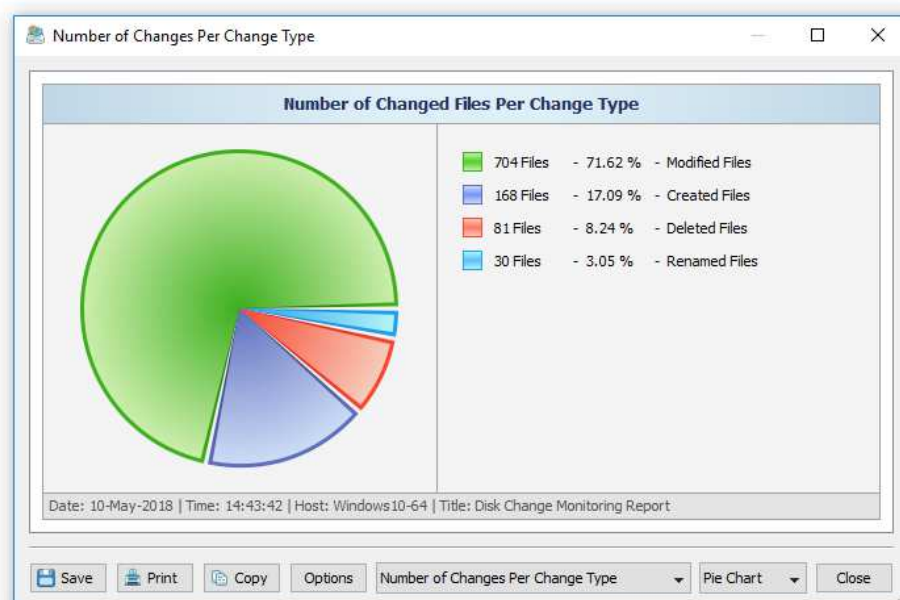 Number of Changes Per Change Type
Number of Changed Files Per Change Type
704 Files - 71.62 % - Modified Files
168 Files - 17.09 % - Created Files
81 Files - 8.24 % - Deleted Files
30 Files - 3.05 % - Renamed Files
Date: 10-May-2018 | Time: 14:43:42 | Host: Windows10-64 | Title: Disk Change Monitoring Report
Save Print Copy Options Number of Changes Per Change Type Pie Chart Close